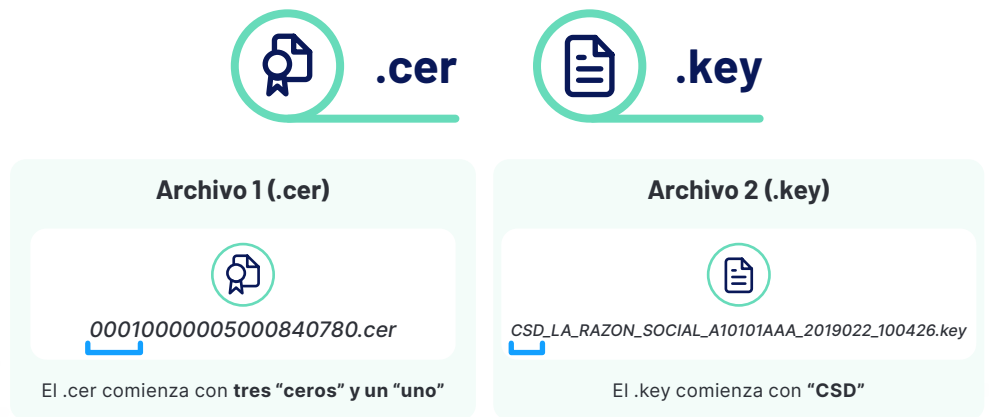 .cer
.key
Archivo 1 (.cer)
00010000005000840780.cer
El .cer comienza con tres “ceros” y un “uno”
Archivo 2 (.key)
CSD_LA_RAZON_SOCIAL_A10101AAA_2019022_100426.key
El .key comienza con “CSD”